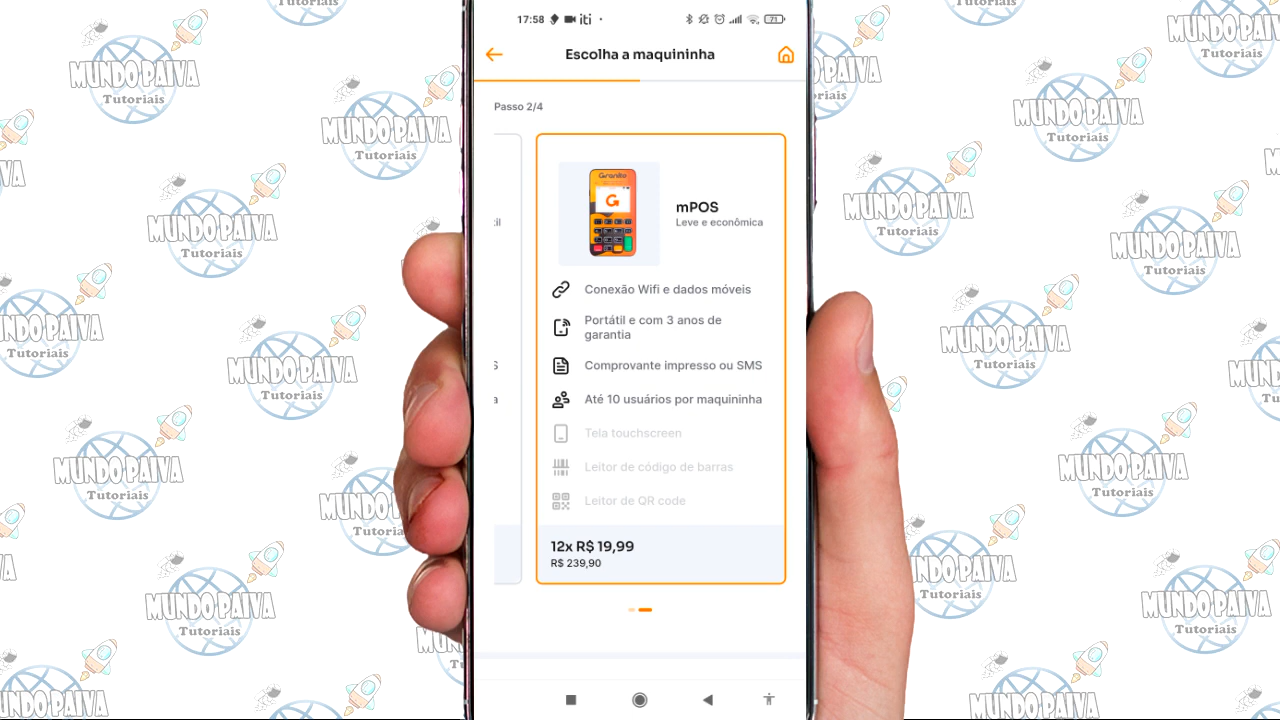 17:58 iti
71
Escolha a maquininha
Passo 2/4
Granito
G
mPOS
Leve e econômica
Conexão Wifi e dados móveis
Portátil e com 3 anos de
garantia
Comprovante impresso ou SMS
Até 10 usuários por maquininha
Tela touchscreen
Leitor de código de barras
Leitor de QR code
12x R$ 19,99
R$ 239,90
MUNDO PAIVA
Tutoriais